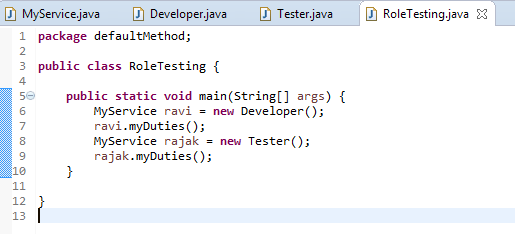 MyService.java Developer.java Tester.java RoleTesting.java
1 package defaultMethod;
2
3 public class RoleTesting {
4
5 public static void main(String[] args) {
6 MyService ravi = new Developer();
7 ravi.myDuties();
8 MyService rajak = new Tester();
9 rajak.myDuties();
10 }
11
12 }
13